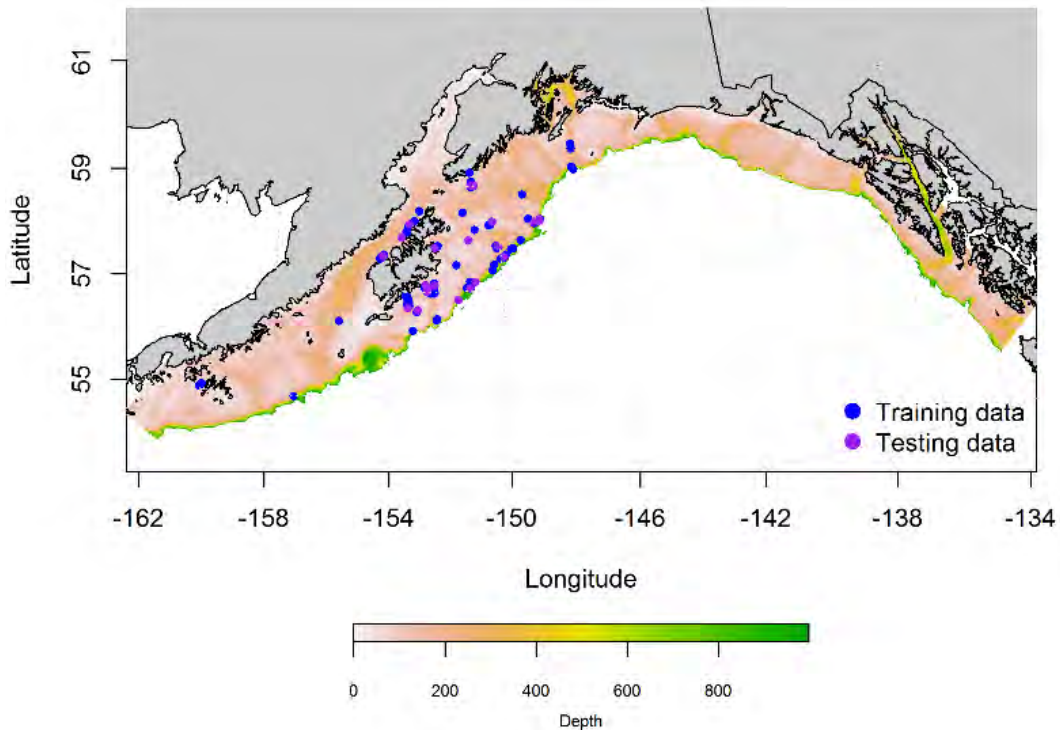 61
59
57
55
Latitude
Training data
Testing data
-162 -158 -154 -150 -146 -142 -138 -134
Longitude
0 200 400 600 800
Depth